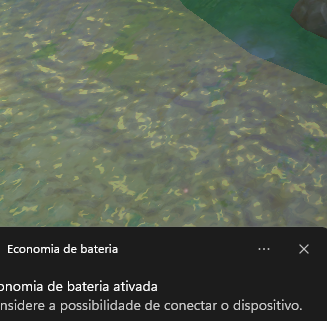 Economia de bateria
onomia de bateria ativada
nsidere a possibilidade de conectar o dispositivo.